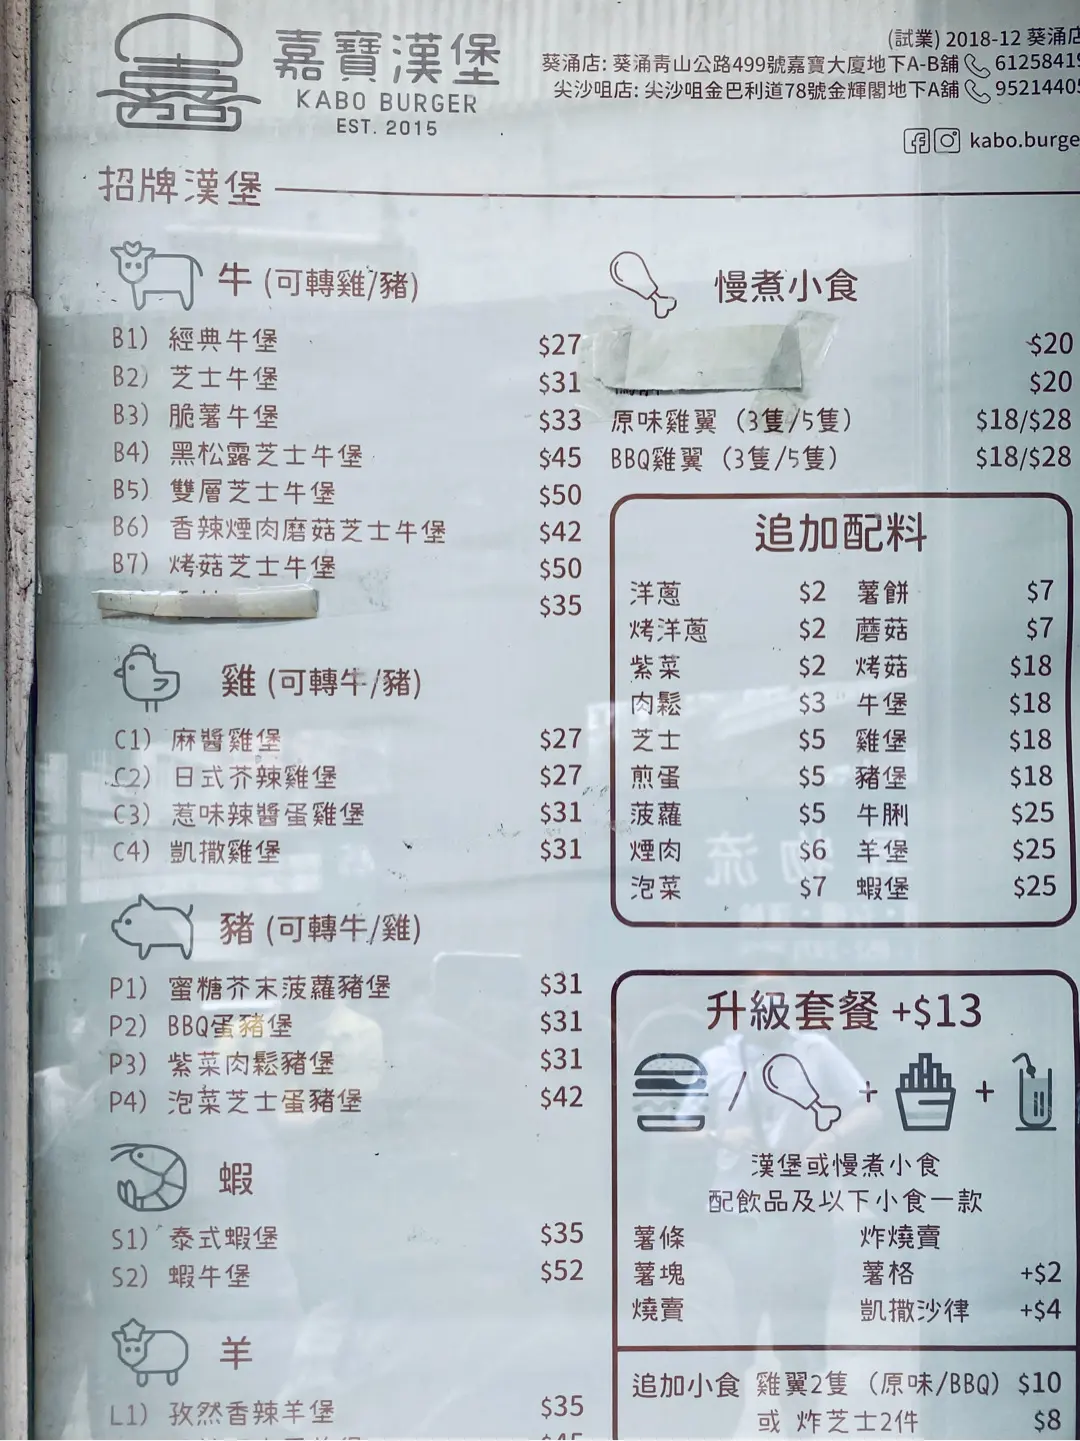 嘉寶漢堡
KABO BURGER
EST. 2015
(試業) 2018-12 葵涌店
葵涌店: 葵涌青山公路499號嘉寶大廈地下A-B舖 6125841
尖沙咀店: 尖沙咀金巴利道78號金輝閣地下A舖 9521440
kabo.burge
招牌漢堡
牛 (可轉雞/豬)
B1) 經典牛堡 $27
B2) 芝士牛堡 $31
B3) 脆薯牛堡 $33
B4) 黑松露芝士牛堡 $45
B5) 雙層芝士牛堡 $50
B6) 香辣煙肉磨菇芝士牛堡 $42
B7) 烤菇芝士牛堡 $50
$35
雞 (可轉牛/豬)
C1) 麻醬雞堡 $27
C2) 日式芥辣雞堡 $27
C3) 惹味辣醬蛋雞堡 $31
C4) 凱撒雞堡 $31
豬 (可轉牛/雞)
P1) 蜜糖芥末菠蘿豬堡 $31
P2) BBQ蛋豬堡 $31
P3) 紫菜肉鬆豬堡 $31
P4) 泡菜芝士蛋豬堡 $42
蝦
S1) 泰式蝦堡 $35
S2) 蝦牛堡 $52
羊
L1) 孜然香辣羊堡 $35
慢煮小食
$20
$20
原味雞翼 (3隻/5隻) $18/$28
BBQ雞翼 (3隻/5隻) $18/$28
追加配料
洋蔥 $2 薯餅 $7
烤洋蔥 $2 蘑菇 $7
紫菜 $2 烤菇 $18
肉鬆 $3 牛堡 $18
芝士 $5 雞堡 $18
煎蛋 $5 豬堡 $18
菠蘿 $5 牛脷 $25
煙肉 $6 羊堡 $25
泡菜 $7 蝦堡 $25
升級套餐 +$13
漢堡或慢煮小食
配飲品及以下小食一款
薯條 炸燒賣
薯塊 薯格 +$2
燒賣 凱撒沙律 +$4
追加小食 雞翼2隻 (原味/BBQ) $10
或 炸芝士2件 $8